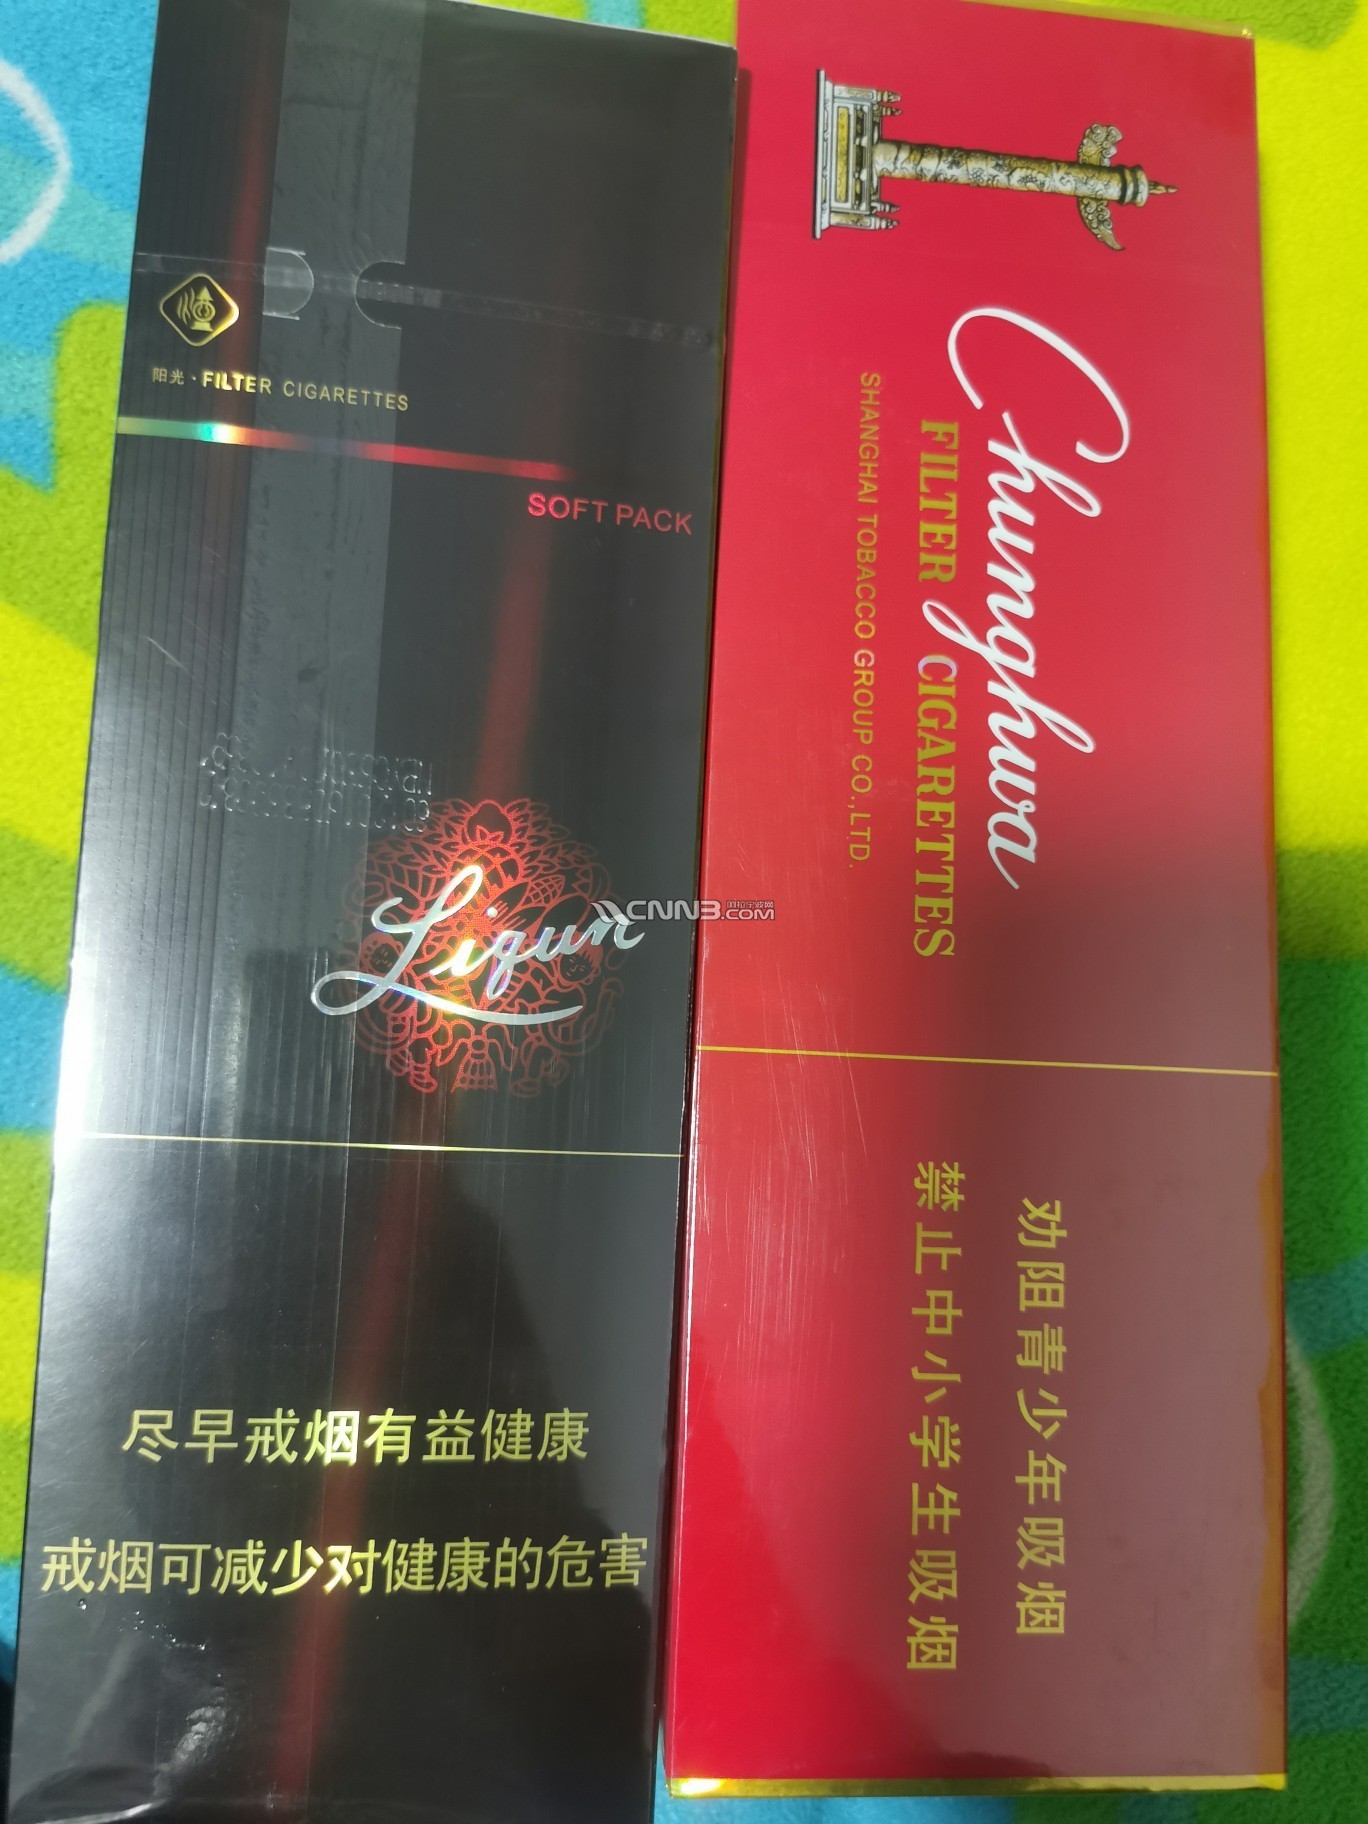 阳光·FILTER CIGARETTES
SOFT PACK
Liqun
尽早戒烟有益健康
戒烟可减少对健康的危害
Chunghwa
FILTER CIGARETTES
SHANGHAI TOBACCO GROUP CO.,LTD.
劝阻青少年吸烟
禁止中小学生吸烟
CNNB.COM